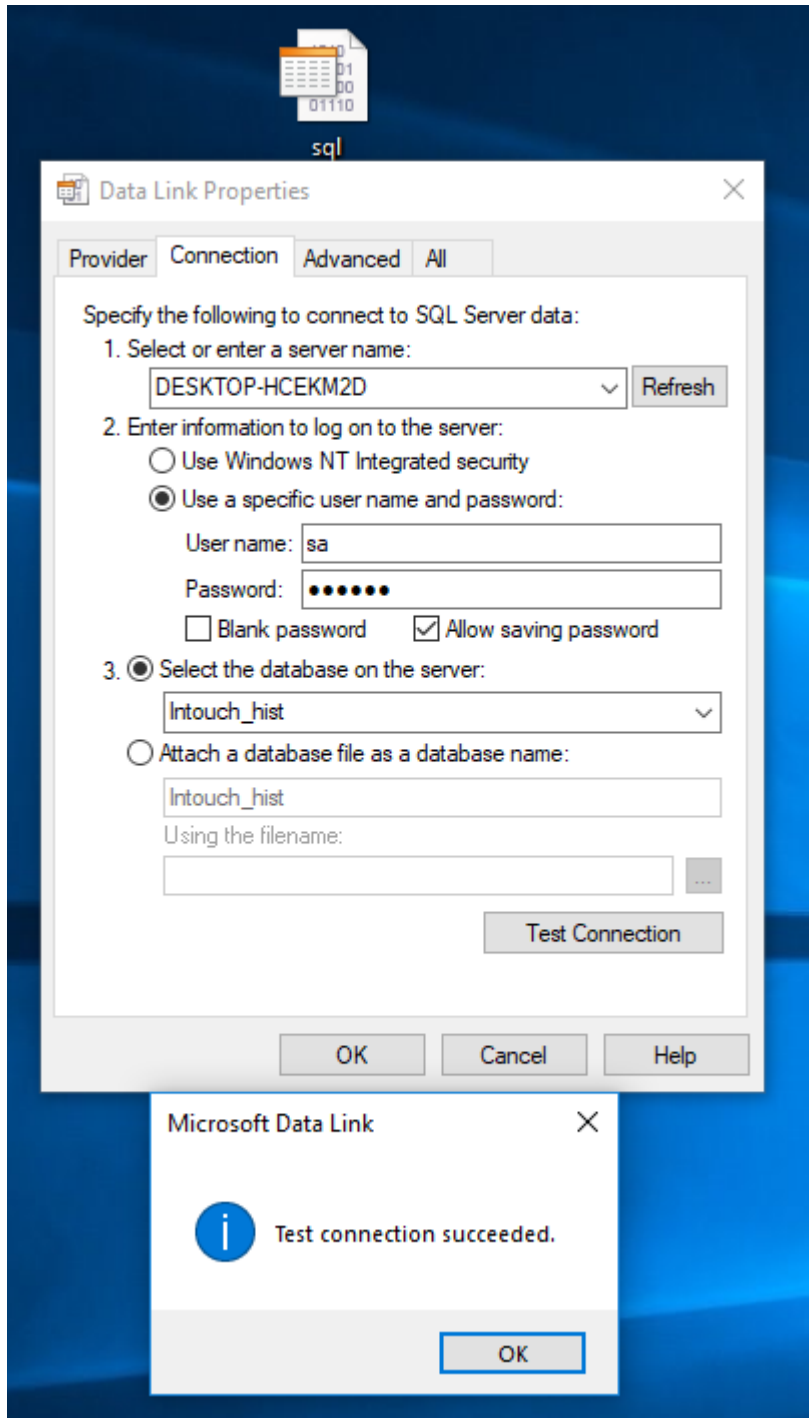 1010
01
00
01110
sql
Data Link Properties
Provider Connection Advanced All
Specify the following to connect to SQL Server data:
1. Select or enter a server name:
DESKTOP-HCEKM2D Refresh
2. Enter information to log on to the server:
Use Windows NT Integrated security
Use a specific user name and password:
User name: sa
Password: ●●●●●●
Blank password Allow saving password
3. Select the database on the server:
Intouch_hist
Attach a database file as a database name:
Intouch_hist
Using the filename:
...
Test Connection
OK Cancel Help
Microsoft Data Link
i Test connection succeeded.
OK